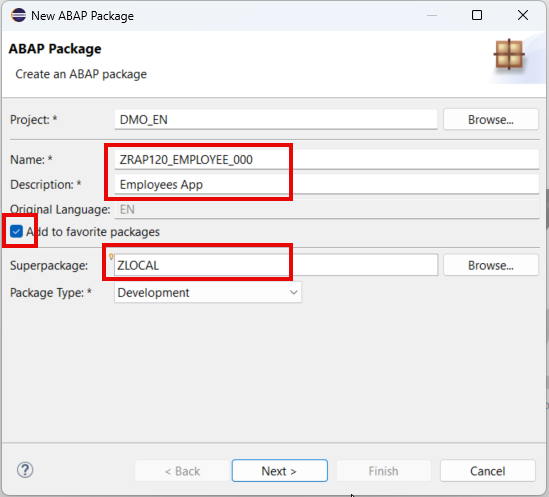 New ABAP Package
ABAP Package
Create an ABAP package
Project: * DMO_EN Browse...
Name: * ZRAP120_EMPLOYEE_000
Description: * Employees App
Original Language: EN
Add to favorite packages
Superpackage: ZLOCAL Browse...
Package Type: * Development
< Back Next > Finish Cancel